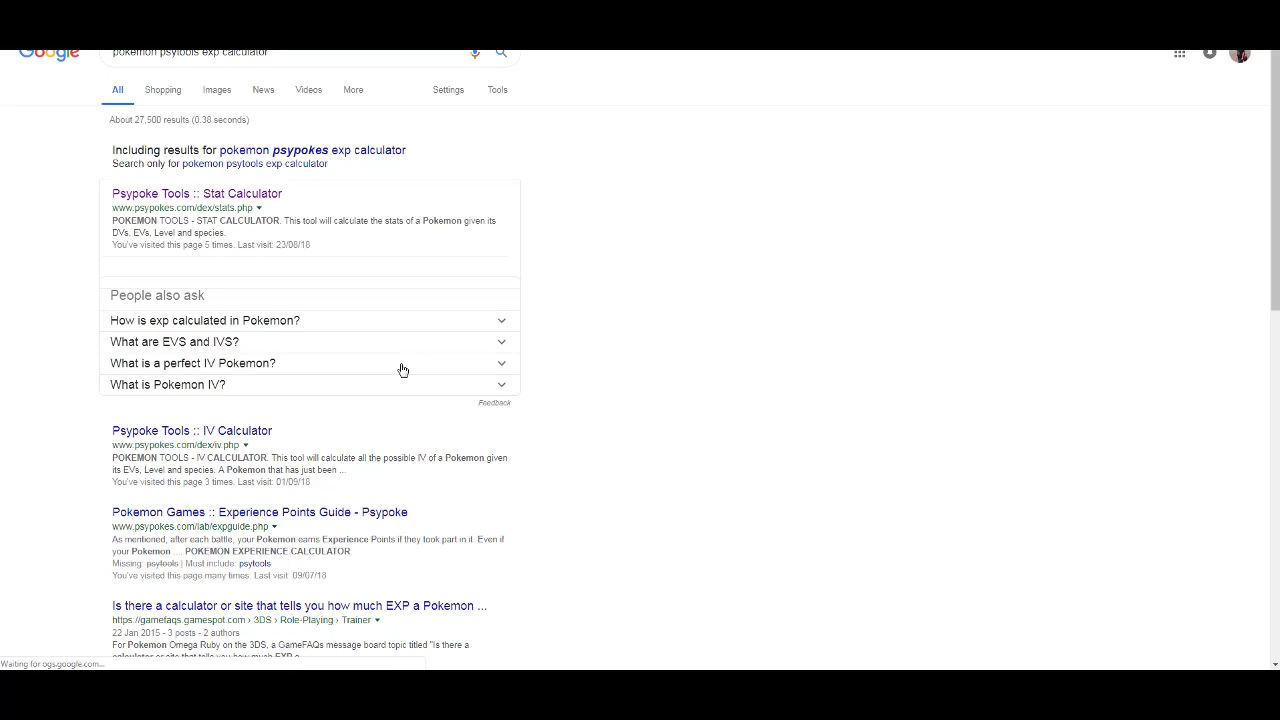 Google
pokemon psytools exp calculator
All Shopping Images News Videos More Settings Tools
About 27,500 results (0.38 seconds)
Including results for pokemon psypokes exp calculator
Search only for pokemon psytools exp calculator
Psypoke Tools :: Stat Calculator
www.psypokes.com/dex/stats.php
POKEMON TOOLS - STAT CALCULATOR. This tool will calculate the stats of a Pokemon given its
DVs, EVs, Level and species.
You've visited this page 5 times. Last visit: 23/08/18
People also ask
How is exp calculated in Pokemon?
What are EVS and IVS?
What is a perfect IV Pokemon?
What is Pokemon IV?
Feedback
Psypoke Tools :: IV Calculator
www.psypokes.com/dex/iv.php
POKEMON TOOLS - IV CALCULATOR. This tool will calculate all the possible IV of a Pokemon given
its EVs, Level and species. A Pokemon that has just been ...
You've visited this page 3 times. Last visit: 01/09/18
Pokemon Games :: Experience Points Guide - Psypoke
www.psypokes.com/lab/expguide.php
As mentioned, after each battle, your Pokemon earns Experience Points if they took part in it. Even if
your Pokemon .... POKEMON EXPERIENCE CALCULATOR.
Missing: psytools | Must include: psytools
You've visited this page many times. Last visit: 09/07/18
Is there a calculator or site that tells you how much EXP a Pokemon ...
https://gamefaqs.gamespot.com › 3DS › Role-Playing › Trainer
22 Jan 2015 - 3 posts - 2 authors
For Pokemon Omega Ruby on the 3DS, a GameFAQs message board topic titled "Is there a
calculator or site that tells you how much EXP a
Waiting for ogs.google.com...